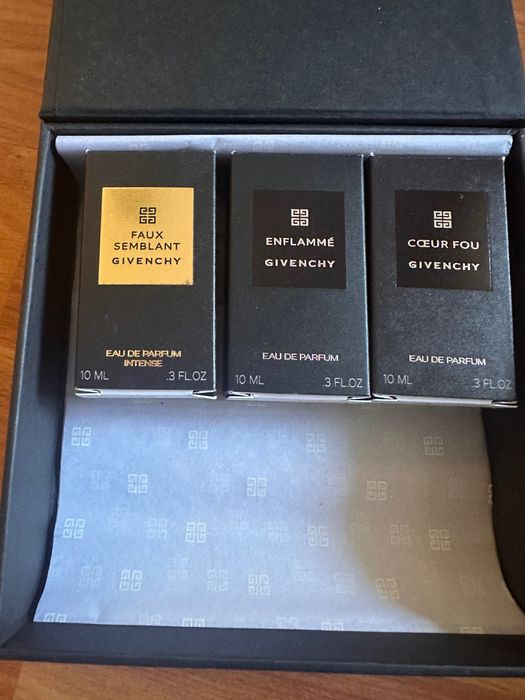 FAUX
SEMBLANT
GIVENCHY
EAU DE PARFUM
INTENSE
10 ML .3 FL.OZ
ENFLAMMÉ
GIVENCHY
EAU DE PARFUM
10 ML .3 FL.OZ
CŒUR FOU
GIVENCHY
EAU DE PARFUM
10 ML .3 FL.OZ